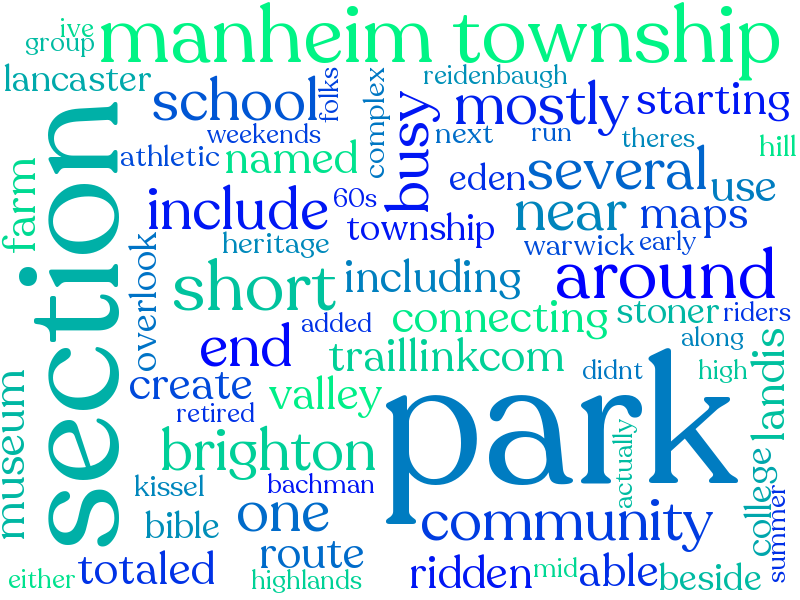 ive
group
manheim township
lancaster
school
folks
complex
reidenbaugh
mostly
starting
weekends
busy
next
run
theres
hill
athletic
named
farm
section
60s
eden
several
use
include
township
near
maps
heritage
warwick
early
overlook
short
including
around
added
connecting
stoner
riders
end
traillinkcom
along
landis
create
valley
didnt
high
retired
park
museum
brighton
actually
college
kissel
bachman
summer
bible
one
community
route
either
totaled
highlands
ridden
mid
able
beside